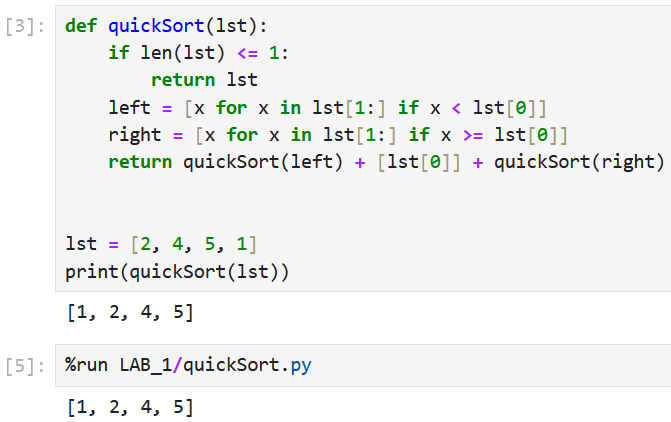 [3]: def quickSort(lst):
    if len(lst) <= 1:
        return lst
    left = [x for x in lst[1:] if x < lst[0]]
    right = [x for x in lst[1:] if x >= lst[0]]
    return quickSort(left) + [lst[0]] + quickSort(right)
lst = [2, 4, 5, 1]
print(quickSort(lst))
[1, 2, 4, 5]
[5]: %run LAB_1/quickSort.py
[1, 2, 4, 5]